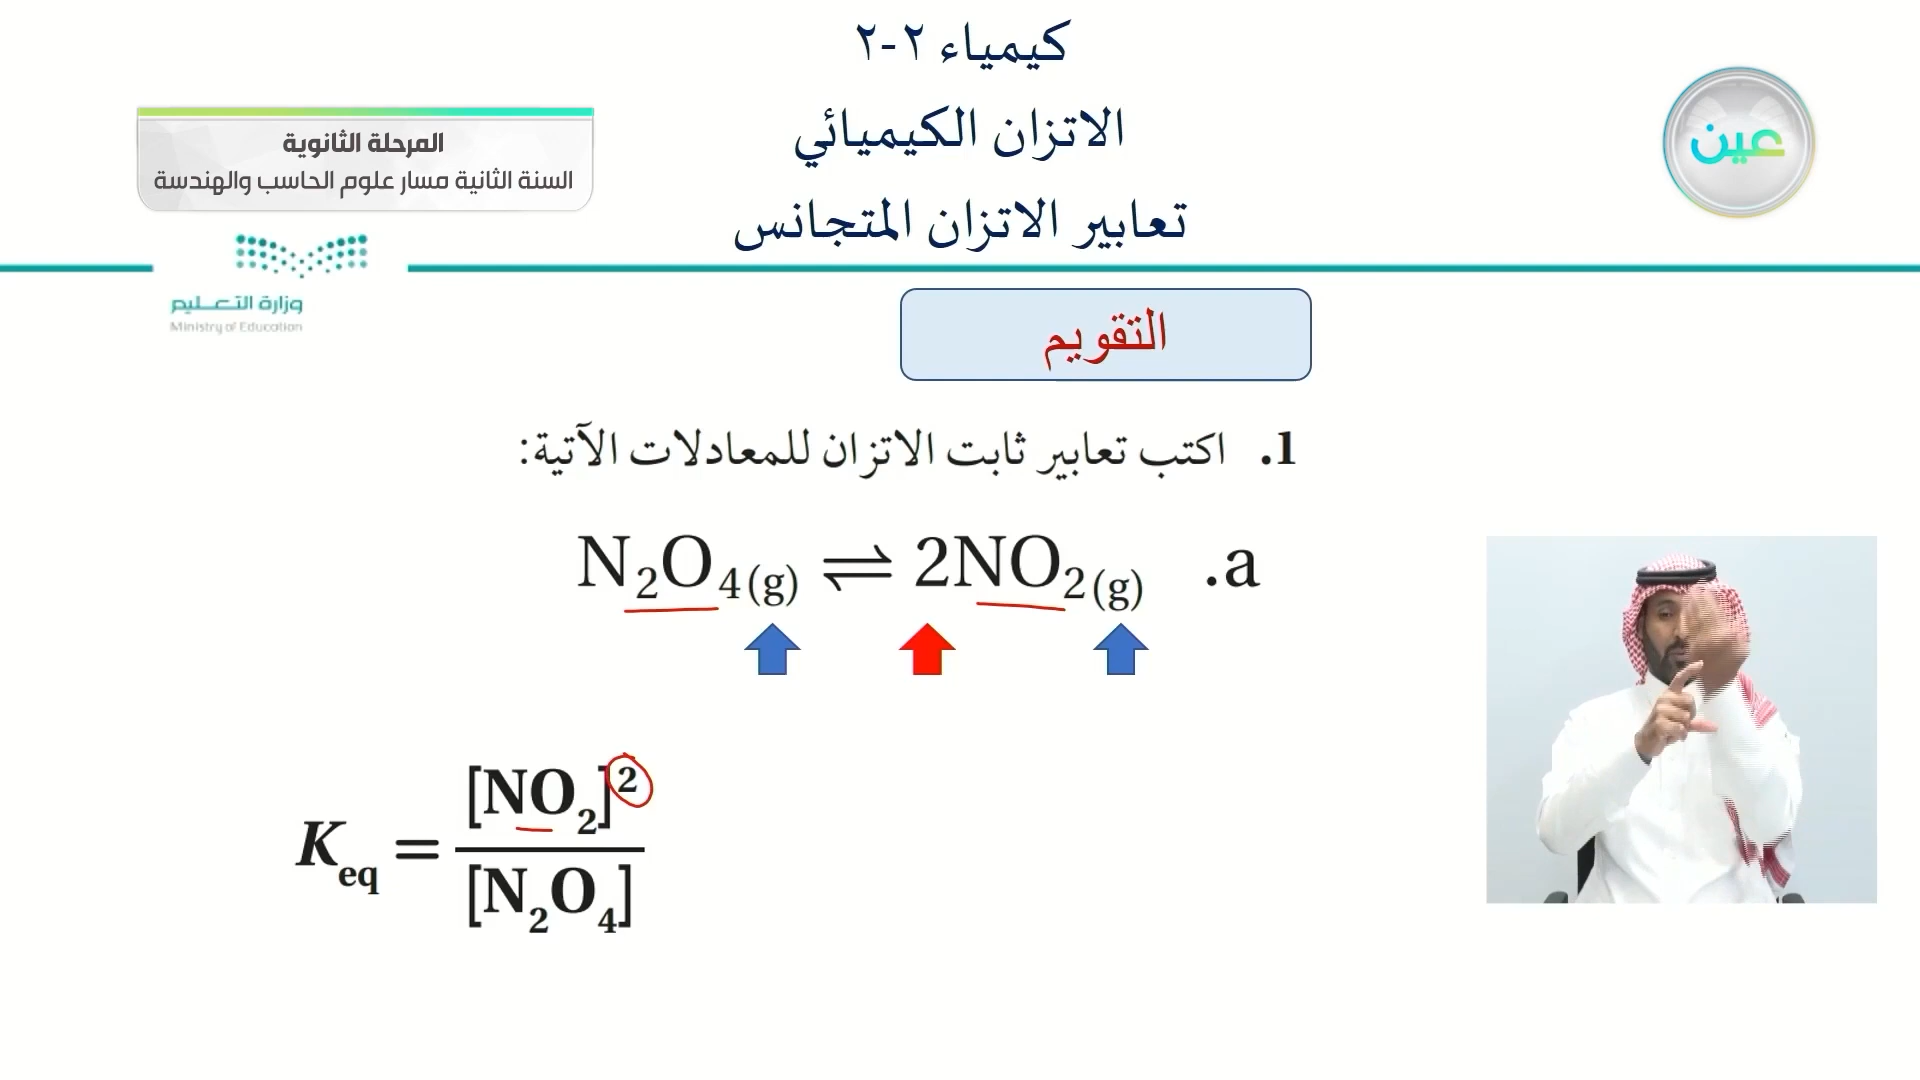 كيمياء ٢-٢
الاتزان الكيميائي
تعابير الاتزان المتجانس
عين
المرحلة الثانوية
السنة الثانية مسار علوم الحاسب والهندسة
وزارة التعليم
Ministry of Education
التقويم
1. اكتب تعابير ثابت الاتزان للمعادلات الآتية:
N₂O₄(g) ⇌ 2NO₂(g) .a
K_eq = [NO₂]² / [N₂O₄]